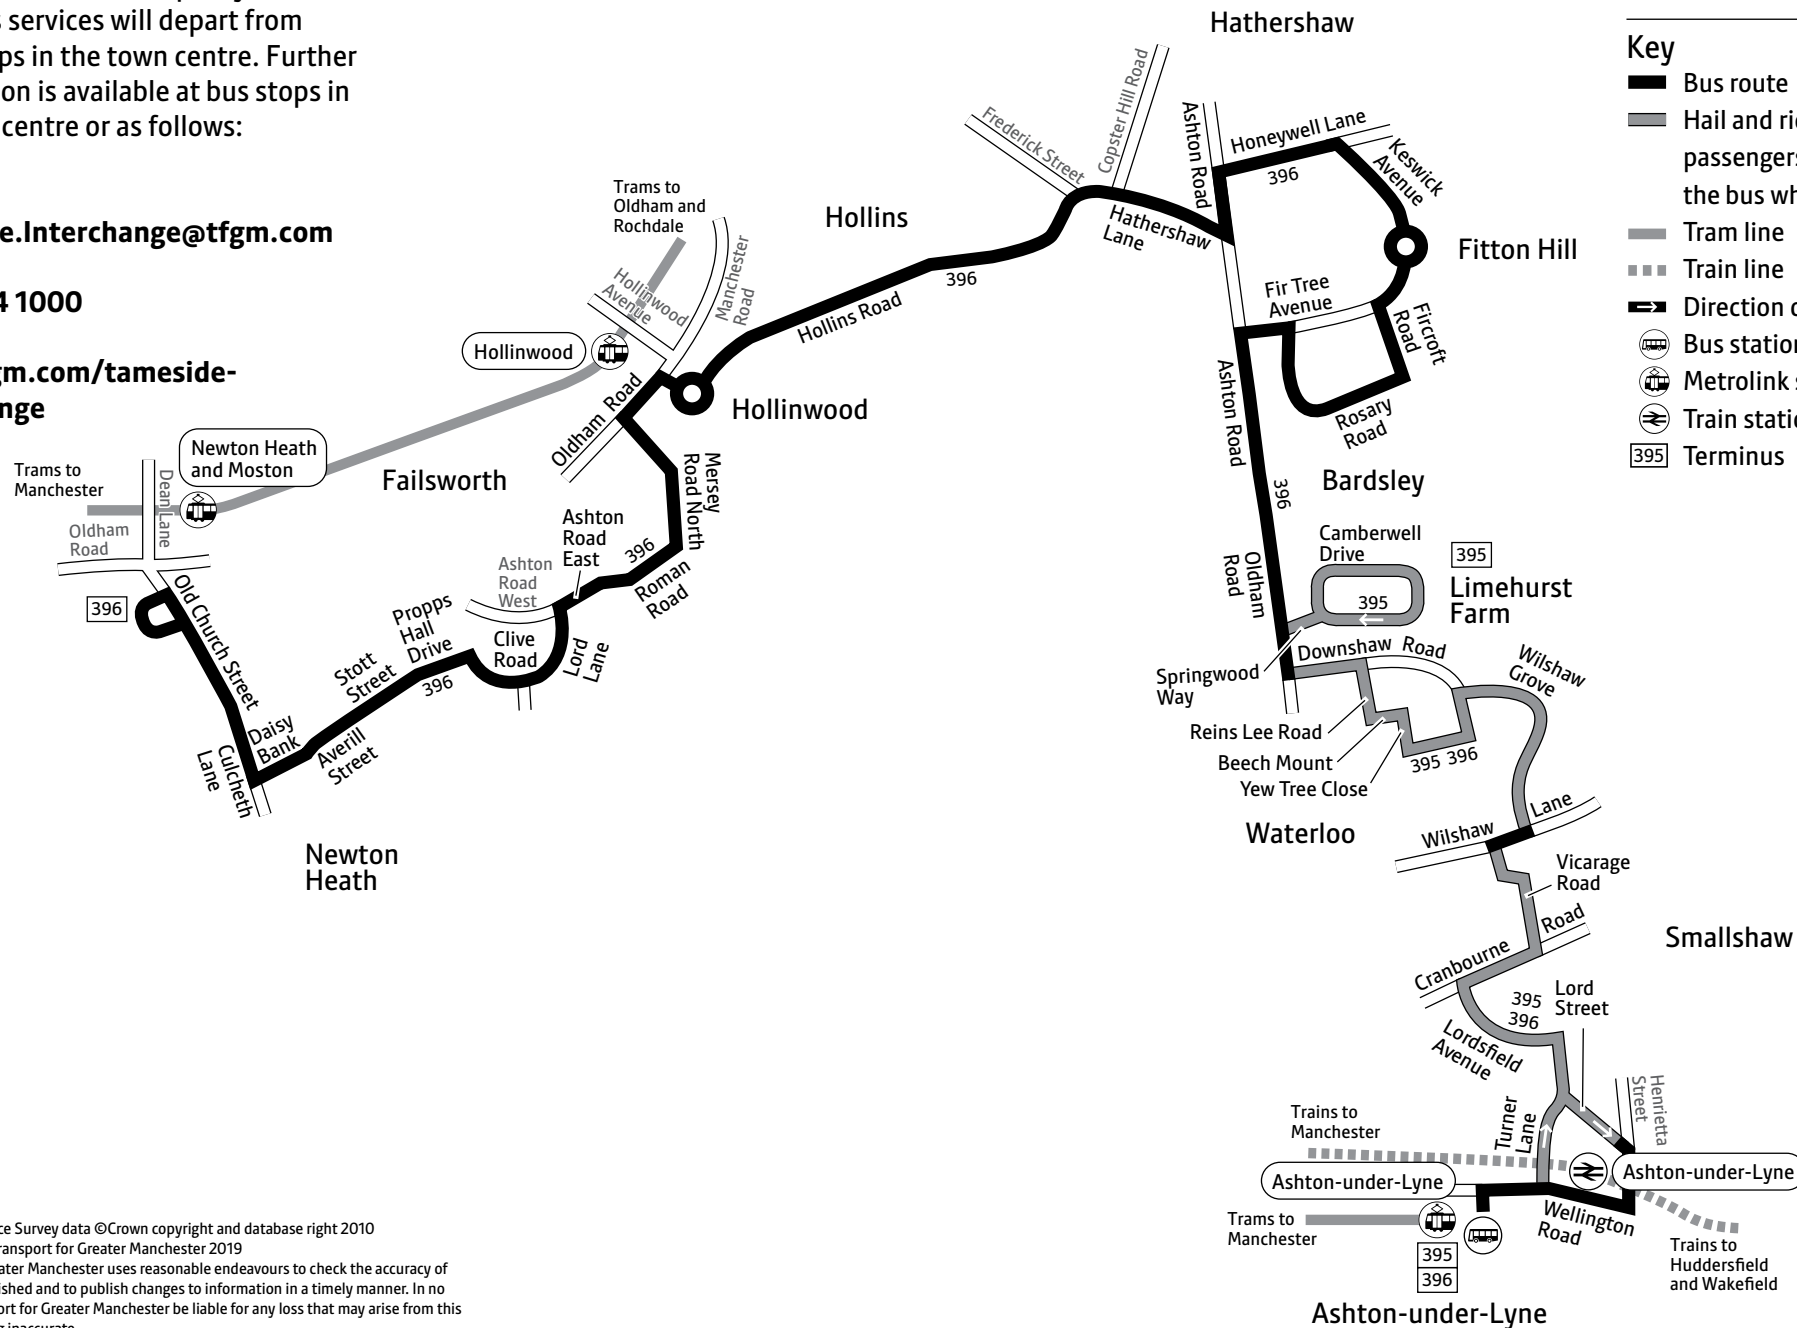 s services will depart from
ps in the town centre. Further
on is available at bus stops in
centre or as follows:
e.Interchange@tfgm.com
4 1000
gm.com/tameside-
nge
Hathershaw
Key
Bus route
Hail and ri
passengers
the bus wh
Tram line
Train line
Direction
Bus station
Metrolink
Train statio
395 Terminus
Frederick Street
Copster Hill Road
Ashton Road
Honeywell Lane
396
Keswick
Avenue
Hathershaw
Lane
Fitton Hill
Fir Tree
Avenue
Fircroft
Road
Rosary
Road
Hollins
396
Hollins Road
Trams to
Oldham and
Rochdale
Hollinwood
Avenue
Manchester
Road
Hollinwood
Hollinwood
Oldham Road
Newton Heath
and Moston
Trams to
Manchester
Dean Lane
Oldham
Road
Failsworth
Mersey
Road North
Ashton
Road
East
396
Ashton
Road
West
Roman
Road
Propps
Hall
Drive
Clive
Road
Lord
Lane
396
Old Church Street
Stott
Street
396
Daisy
Bank
Averill
Street
Culcheth
Lane
Newton
Heath
Ashton Road
396
Bardsley
Camberwell
Drive
395
Limehurst
Farm
395
Oldham
Road
Downshaw Road
Springwood
Way
Wilshaw
Grove
Reins Lee Road
Beech Mount
395 396
Yew Tree Close
Waterloo
Wilshaw Lane
Vicarage
Road
Smallshaw
Cranbourne Road
395
396
Lord
Street
Lordsfield
Avenue
Henrietta
Street
Turner
Lane
Trains to
Manchester
Ashton-under-Lyne
Ashton-under-Lyne
Trams to
Manchester
Wellington
Road
Trains to
Huddersfield
and Wakefield
395
396
Ashton-under-Lyne
ce Survey data ©Crown copyright and database right 2010
ransport for Greater Manchester 2019
ater Manchester uses reasonable endeavours to check the accuracy of
ished and to publish changes to information in a timely manner. In no
ort for Greater Manchester be liable for any loss that may arise from this
g inaccurate